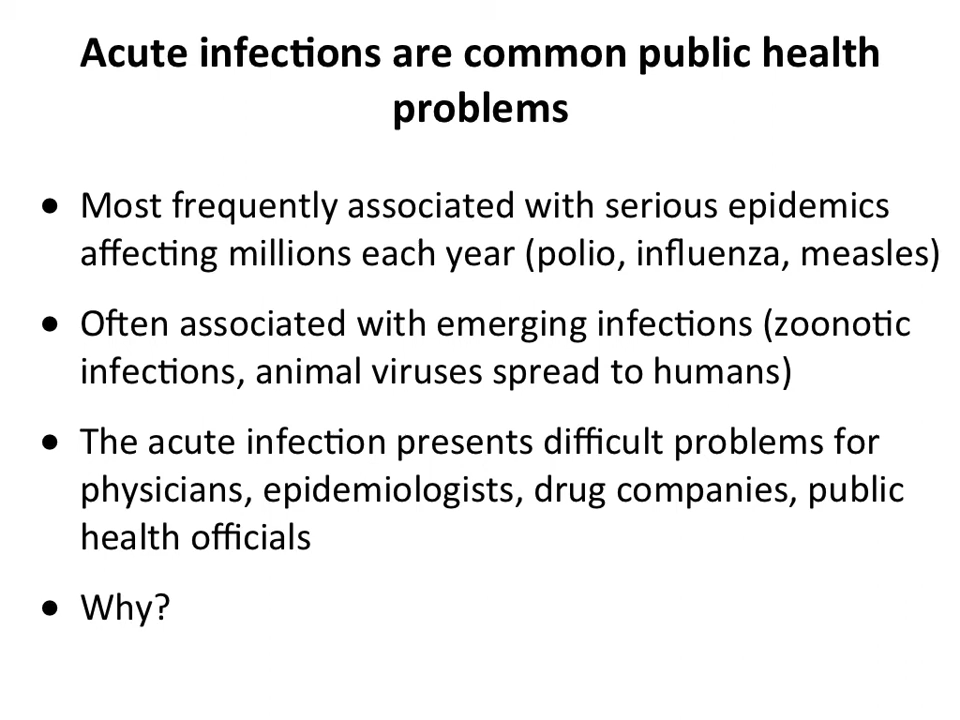 Acute infections are common public health
problems
• Most frequently associated with serious epidemics
affecting millions each year (polio, influenza, measles)
• Often associated with emerging infections (zoonotic
infections, animal viruses spread to humans)
• The acute infection presents difficult problems for
physicians, epidemiologists, drug companies, public
health officials
• Why?